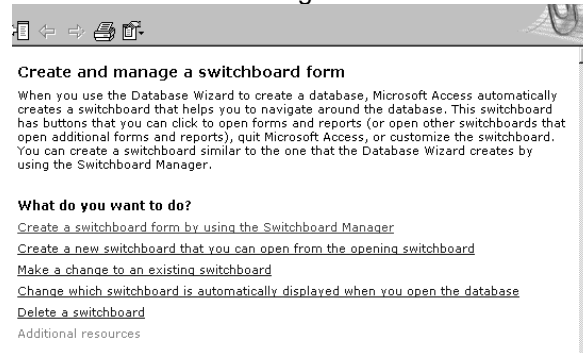 Create and manage a switchboard form
When you use the Database Wizard to create a database, Microsoft Access automatically
creates a switchboard that helps you to navigate around the database. This switchboard
has buttons that you can click to open forms and reports (or open other switchboards that
open additional forms and reports), quit Microsoft Access, or customize the switchboard.
You can create a switchboard similar to the one that the Database Wizard creates by
using the Switchboard Manager.
What do you want to do?
Create a switchboard form by using the Switchboard Manager
Create a new switchboard that you can open from the opening switchboard
Make a change to an existing switchboard
Change which switchboard is automatically displayed when you open the database
Delete a switchboard
Additional resources